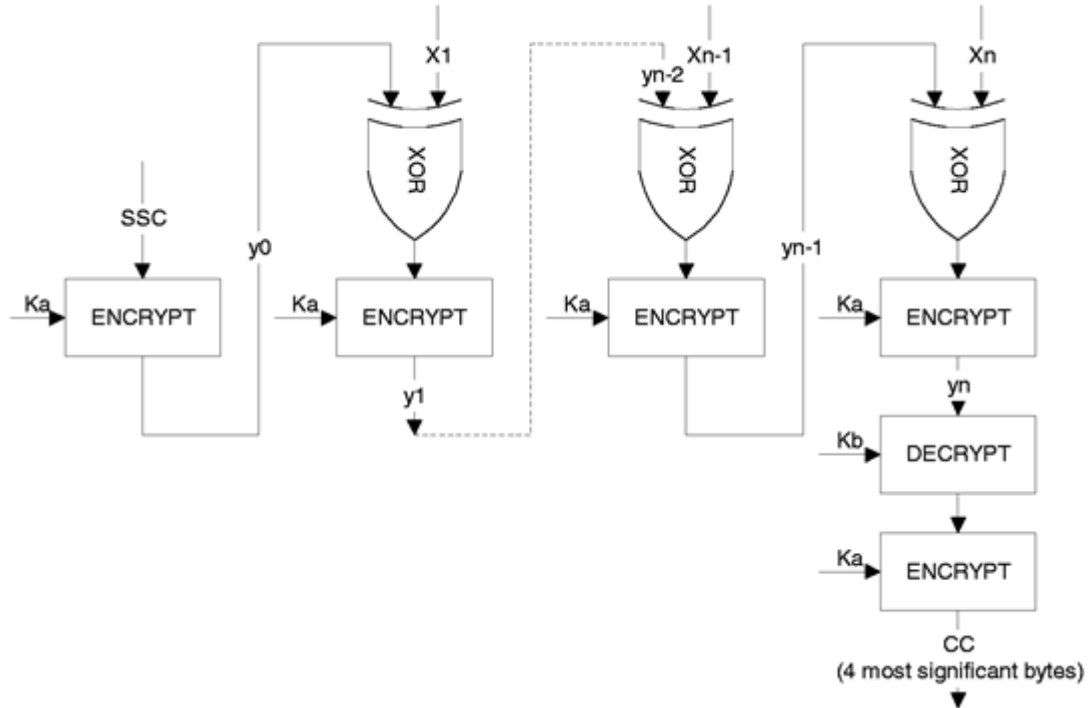 X1
Xn-1
Xn
yn-2
XOR
XOR
XOR
SSC
y0
yn-1
Ka
ENCRYPT
Ka
ENCRYPT
Ka
ENCRYPT
Ka
ENCRYPT
y1
yn
Kb
DECRYPT
Ka
ENCRYPT
CC
(4 most significant bytes)